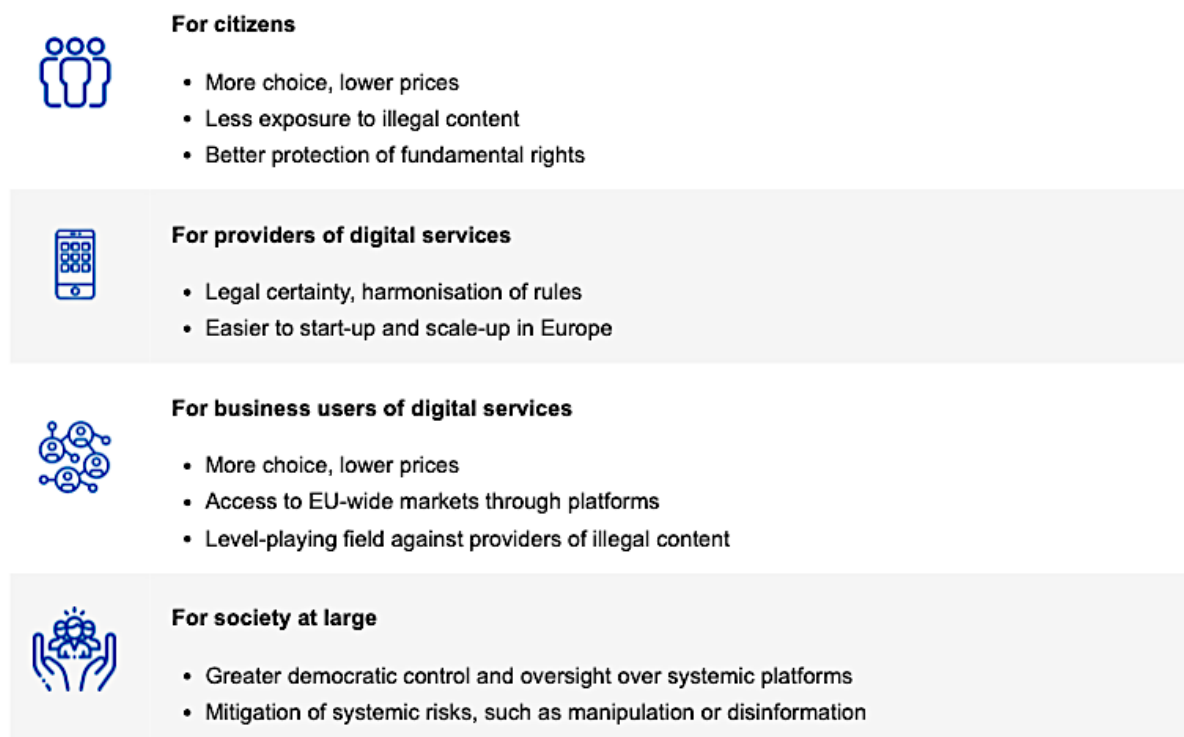 For citizens
• More choice, lower prices
• Less exposure to illegal content
• Better protection of fundamental rights
For providers of digital services
• Legal certainty, harmonisation of rules
• Easier to start-up and scale-up in Europe
For business users of digital services
• More choice, lower prices
• Access to EU-wide markets through platforms
• Level-playing field against providers of illegal content
For society at large
• Greater democratic control and oversight over systemic platforms
• Mitigation of systemic risks, such as manipulation or disinformation